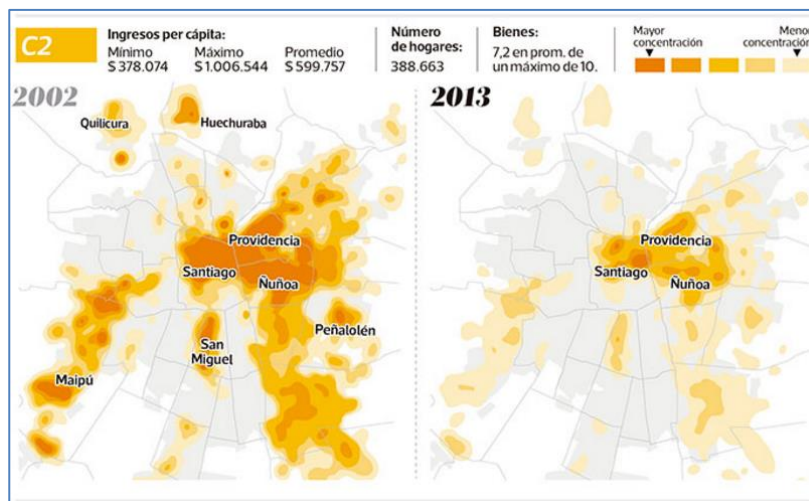 C2
Ingresos per cápita:
Mínimo
$378.074
Máximo
$1.006.544
Promedio
$599.757
Número
de hogares:
388.663
Bienes:
7,2 en prom. de
un máximo de 10.
Mayor
concentración
Menor
concentración
2002
Quilicura
Huechuraba
Providencia
Santiago
Ñuñoa
Peñalolén
San
Miguel
Maipú
2013
Providencia
Santiago
Ñuñoa